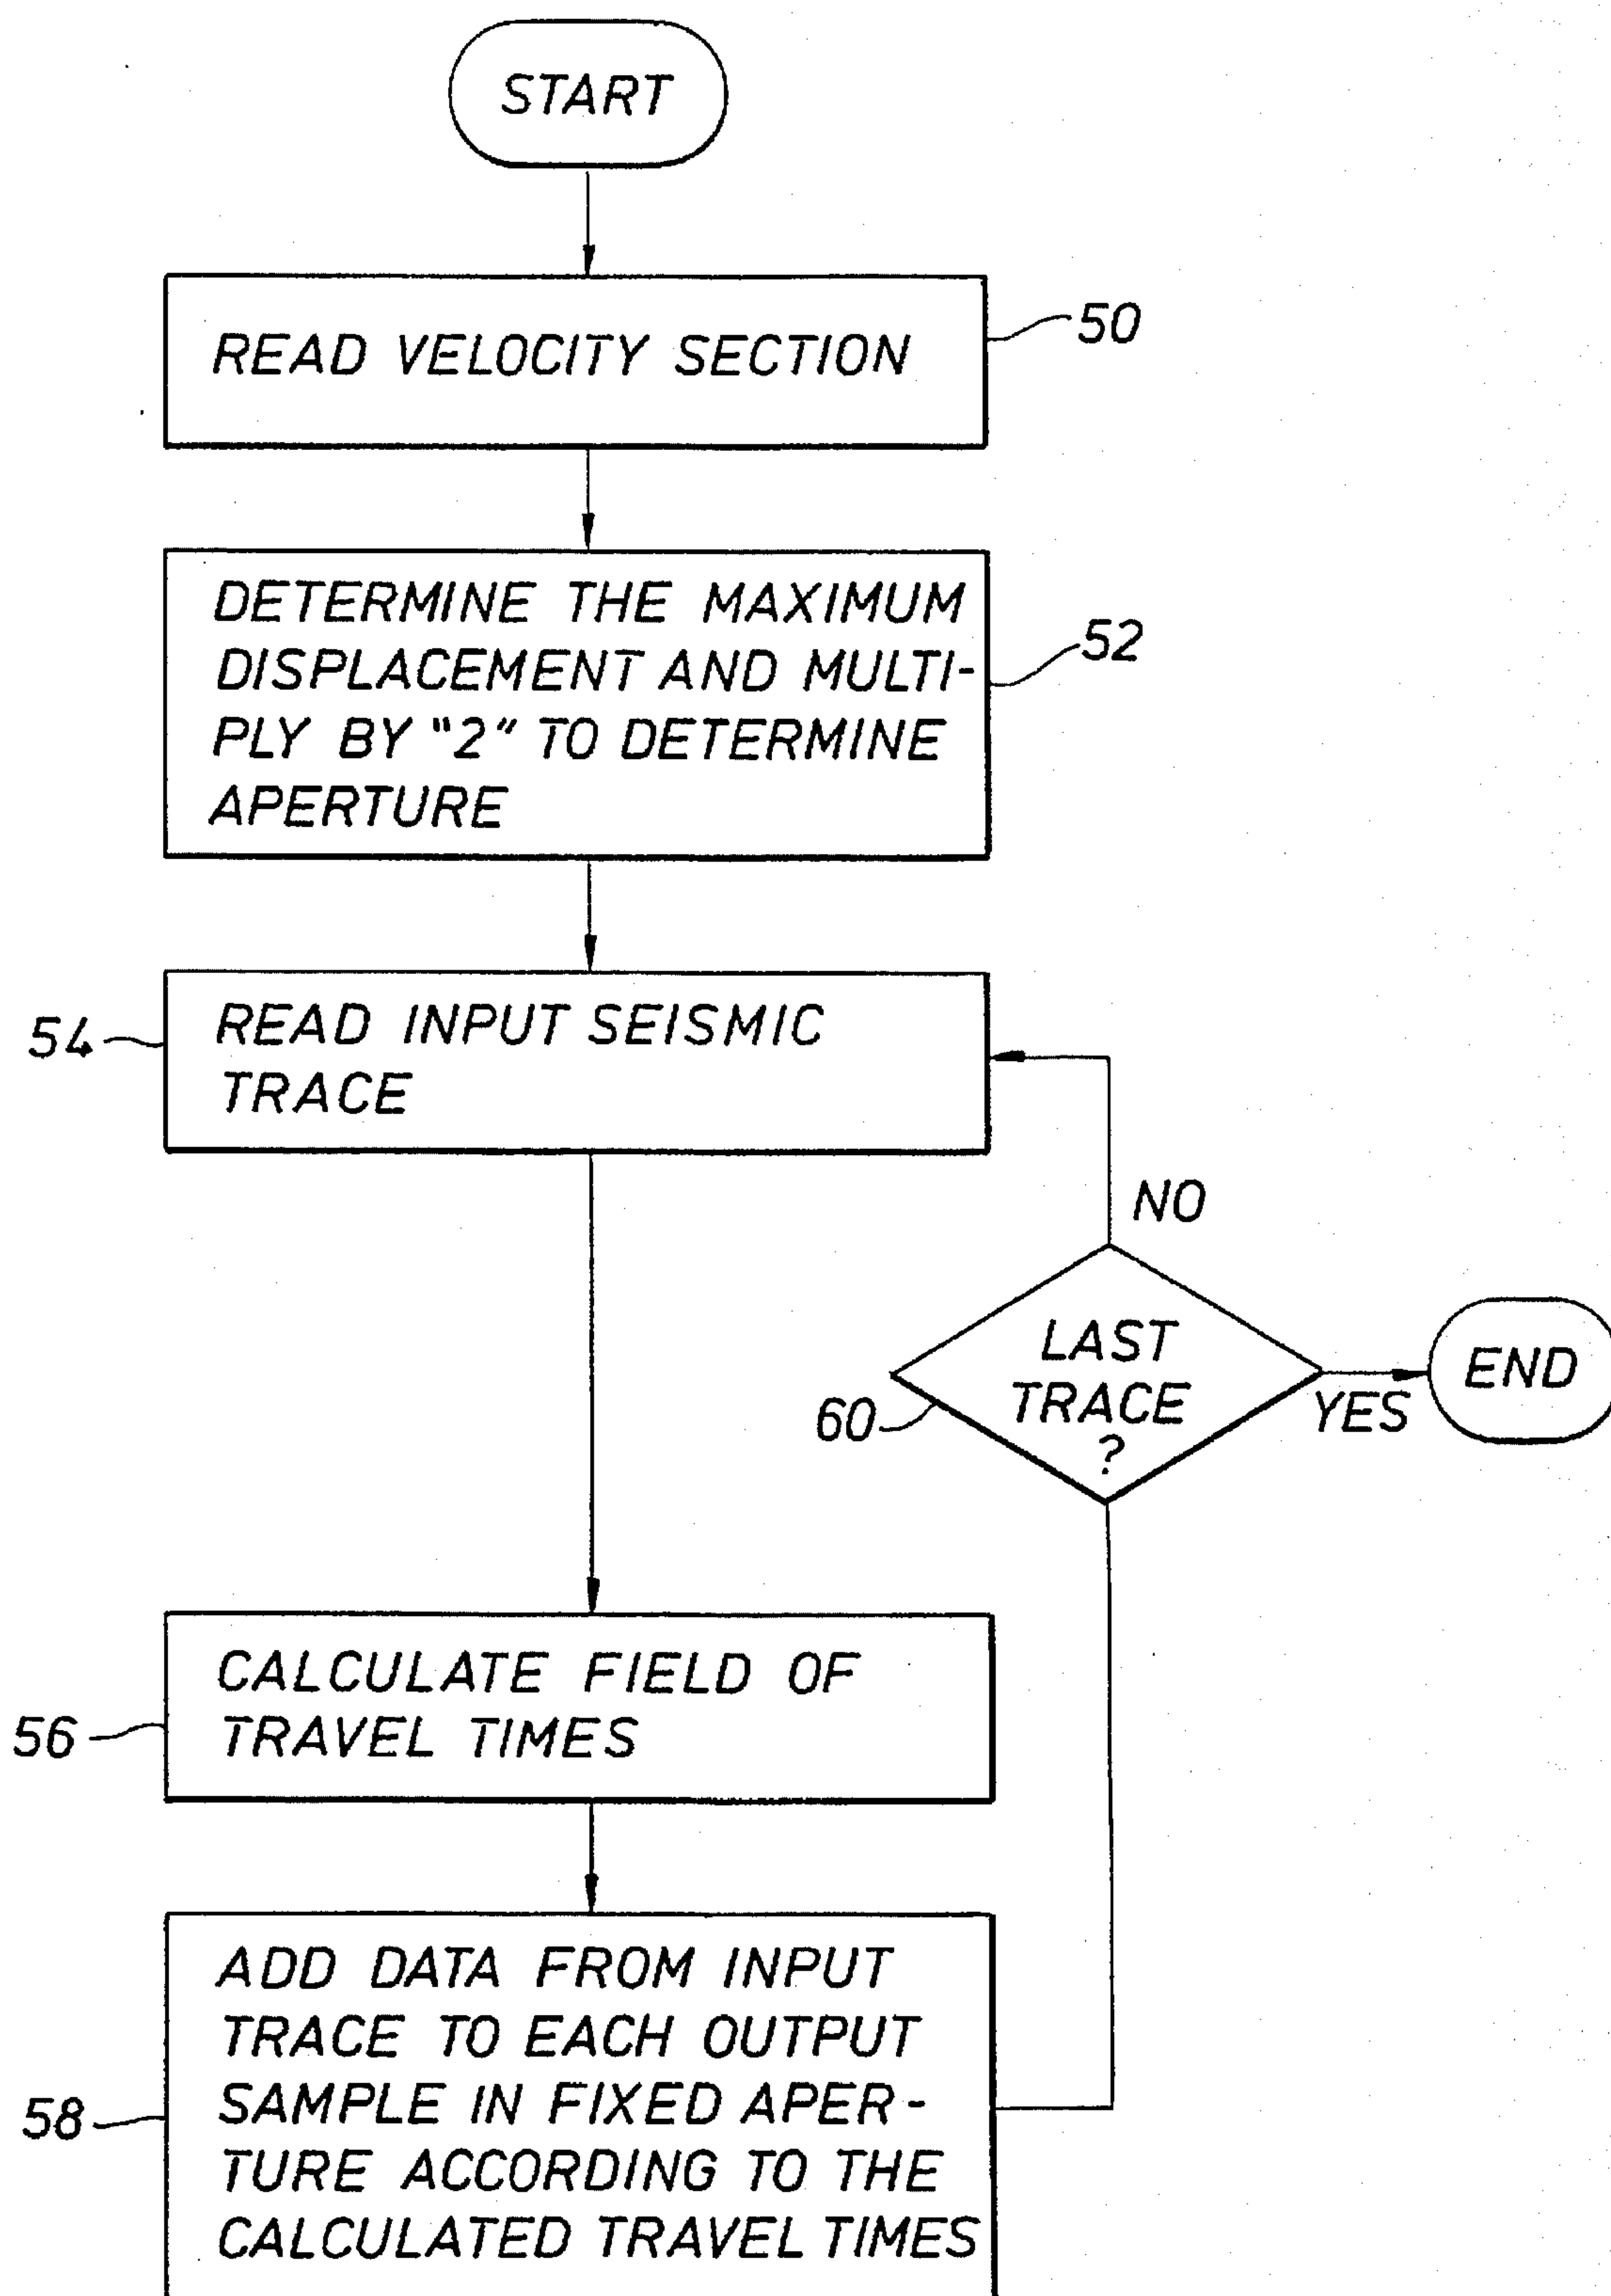 START
READ VELOCITY SECTION
50
DETERMINE THE MAXIMUM
DISPLACEMENT AND MULTI-
PLY BY "2" TO DETERMINE
APERTURE
52
54
READ INPUT SEISMIC
TRACE
NO
LAST
TRACE
?
60
YES
END
56
CALCULATE FIELD OF
TRAVEL TIMES
58
ADD DATA FROM INPUT
TRACE TO EACH OUTPUT
SAMPLE IN FIXED APER-
TURE ACCORDING TO THE
CALCULATED TRAVEL TIMES